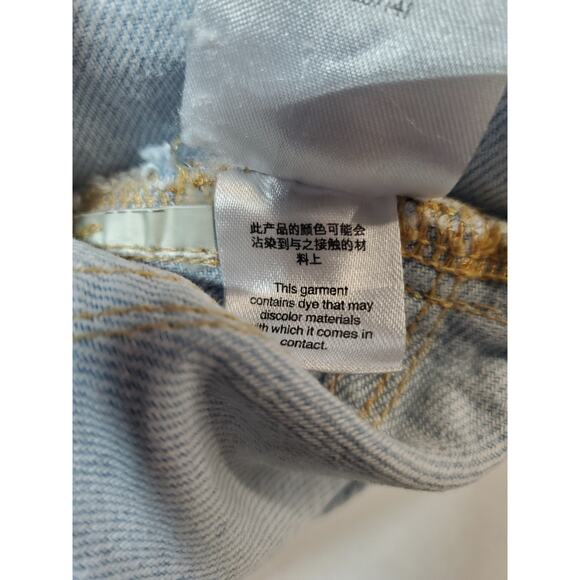 此产品的颜色可能会
沾染到与之接触的材
料上
This garment
contains dye that may
discolor materials
with which it comes in
contact.